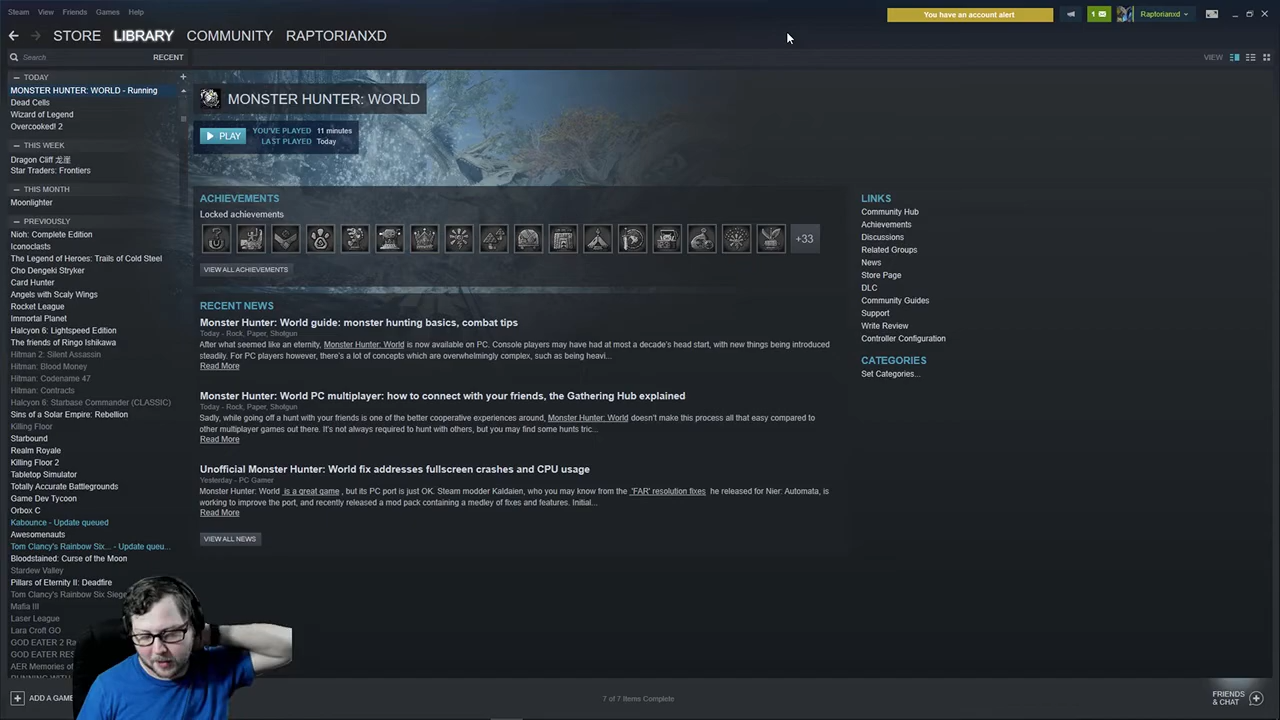 Steam View Friends Games Help
You have an account alert
1
Raptorianxd
STORE LIBRARY COMMUNITY RAPTORIANXD
Search
RECENT
VIEW
TODAY
MONSTER HUNTER: WORLD - Running
Dead Cells
Wizard of Legend
Overcooked! 2
THIS WEEK
Dragon Cliff 龙崖
Star Traders: Frontiers
THIS MONTH
Moonlighter
PREVIOUSLY
Nioh: Complete Edition
Iconoclasts
The Legend of Heroes: Trails of Cold Steel
Cho Dengeki Stryker
Card Hunter
Angels with Scaly Wings
Rocket League
Immortal Planet
Halcyon 6: Lightspeed Edition
The friends of Ringo Ishikawa
Hitman 2: Silent Assassin
Hitman: Blood Money
Hitman: Codename 47
Hitman: Contracts
Halcyon 6: Starbase Commander (CLASSIC)
Sins of a Solar Empire: Rebellion
Killing Floor
Starbound
Realm Royale
Killing Floor 2
Tabletop Simulator
Totally Accurate Battlegrounds
Game Dev Tycoon
Orbox C
Kabounce - Update queued
Awesomenauts
Tom Clancy's Rainbow Six... - Update queu...
Bloodstained: Curse of the Moon
Stardew Valley
Pillars of Eternity II: Deadfire
Tom Clancy's Rainbow Six Siege
Mafia III
Laser League
Lara Croft GO
GOD EATER 2 Ra
GOD EATER RES
AER Memories of
ADD A GAME
MONSTER HUNTER: WORLD
PLAY
YOU'VE PLAYED 11 minutes
LAST PLAYED Today
ACHIEVEMENTS
Locked achievements
+33
VIEW ALL ACHIEVEMENTS
RECENT NEWS
Monster Hunter: World guide: monster hunting basics, combat tips
Today - Rock, Paper, Shotgun
After what seemed like an eternity, Monster Hunter: World is now available on PC. Console players may have had at most a decade's head start, with new things being introduced
steadily. For PC players however, there's a lot of concepts which are overwhelmingly complex, such as being heavi...
Read More
Monster Hunter: World PC multiplayer: how to connect with your friends, the Gathering Hub explained
Today - Rock, Paper, Shotgun
Sadly, while going off a hunt with your friends is one of the better cooperative experiences around, Monster Hunter: World doesn't make this process all that easy compared to
other multiplayer games out there. It's not always required to hunt with others, but you may find some hunts tric...
Read More
Unofficial Monster Hunter: World fix addresses fullscreen crashes and CPU usage
Yesterday - PC Gamer
Monster Hunter: World is a great game , but its PC port is just OK. Steam modder Kaldaien, who you may know from the "FAR" resolution fixes he released for Nier: Automata, is
working to improve the port, and recently released a mod pack containing a medley of fixes and features. Initial...
Read More
VIEW ALL NEWS
LINKS
Community Hub
Achievements
Discussions
Related Groups
News
Store Page
DLC
Community Guides
Support
Write Review
Controller Configuration
CATEGORIES
Set Categories...
7 of 7 Items Complete
FRIENDS
& CHAT